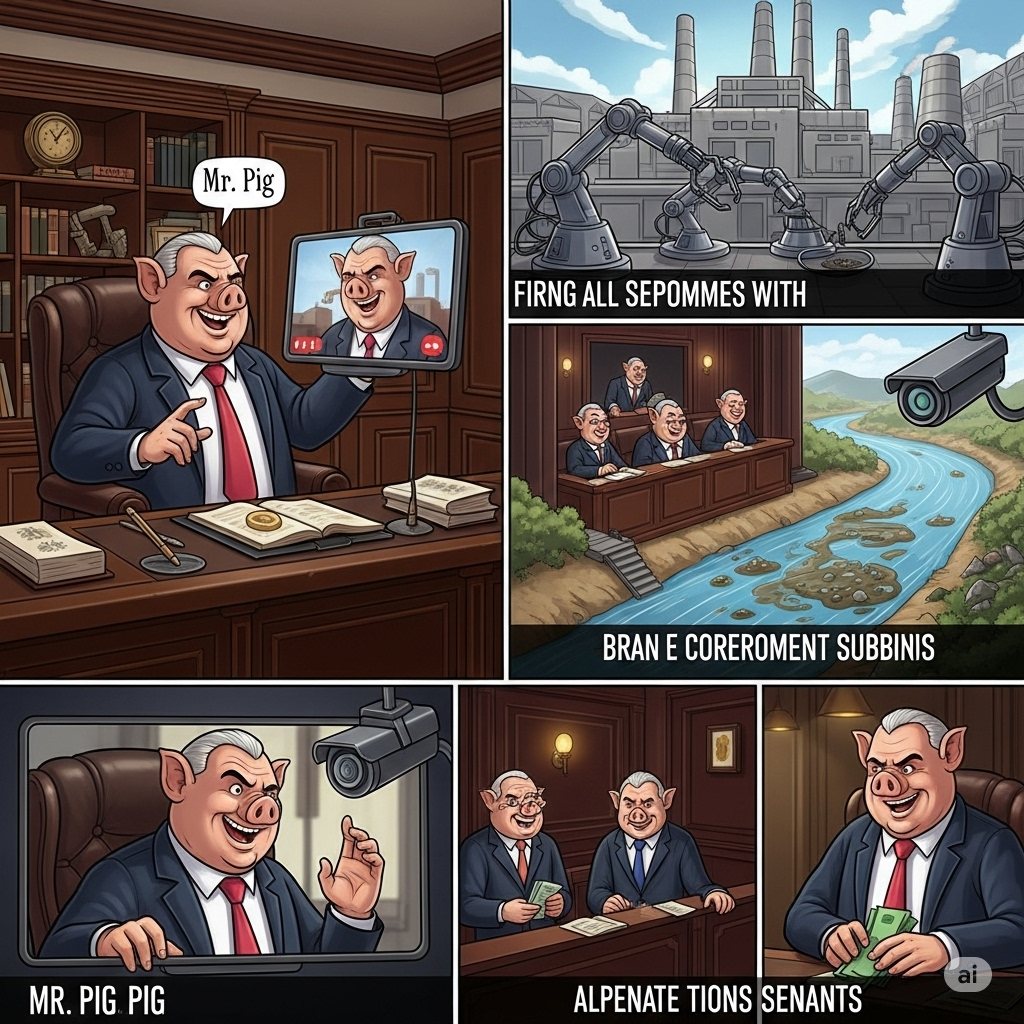 Mr. Pig
FIRNG ALL SEPOMMES WITH
BRAN E COREROMENT SUBBINIS
MR. PIG PIG
ALPENATE TIONS SENANTS
ai